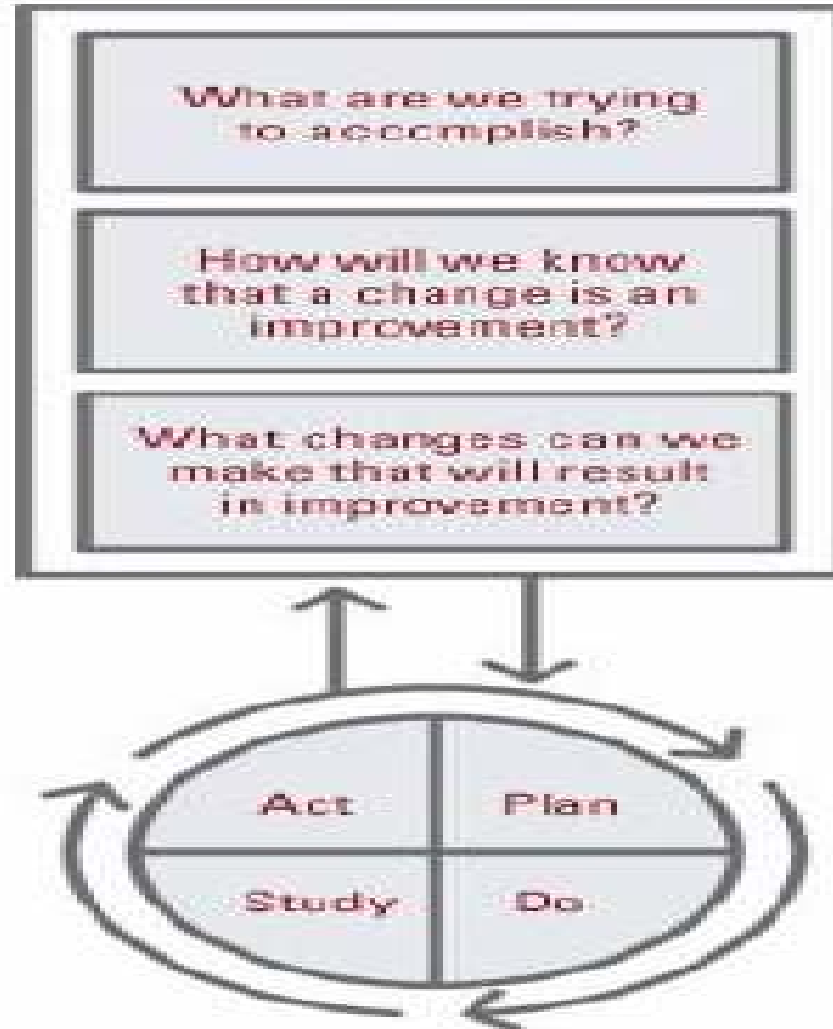 What are we trying
to accomplish?
How will we know
that a change is an
improvement?
What changes can we
make that will result
in improvement?
Act
Plan
Study
Do